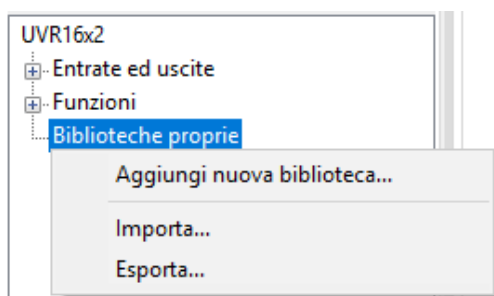 UVR16x2
Entrate ed uscite
Funzioni
Biblioteche proprie
Aggiungi nuova biblioteca...
Importa...
Esporta...